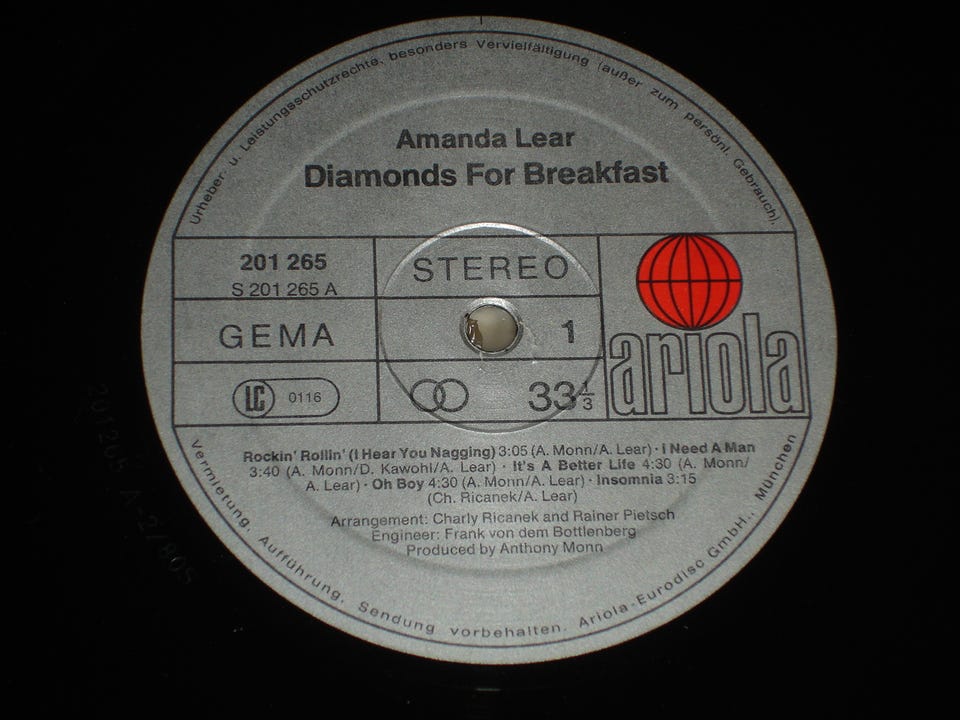 Urheber- u. Leistungsschutzrechte, besonders Vervielfältigung (außer zum persönl. Gebrauch),
Amanda Lear
Diamonds For Breakfast
201 265
S 201 265 A
STEREO
GEMA
1
LC 0116
33 1/3
ariola
Rockin' Rollin' (I Hear You Nagging) 3:05 (A. Monn/A. Lear) · I Need A Man
3:40 (A. Monn/D. Kawohl/A. Lear) · It's A Better Life 4:30 (A. Monn/
A. Lear) · Oh Boy 4:30 (A. Monn/A. Lear) · Insomnia 3:15
(Ch. Ricanek/A. Lear)
Arrangement: Charly Ricanek and Rainer Pietsch
Engineer: Frank von dem Bottlenberg
Produced by Anthony Monn
Vermietung, Aufführung, Sendung vorbehalten. Ariola-Eurodisc GmbH., München